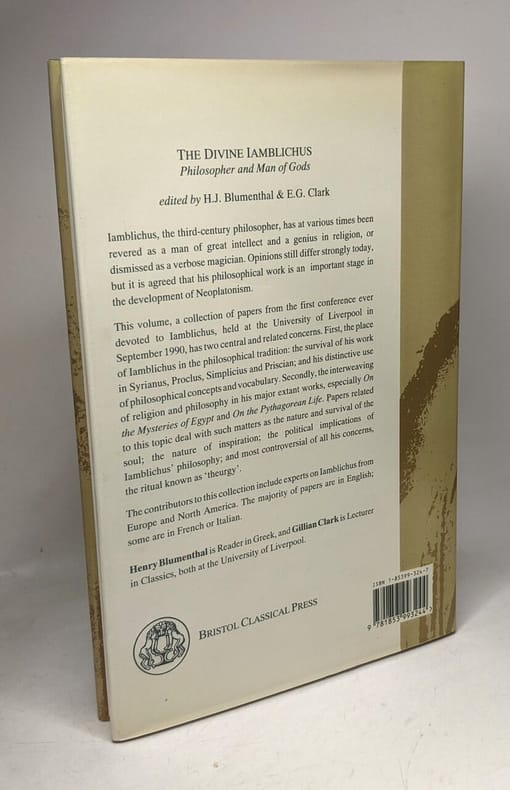 THE DIVINE IAMBLICHUS
Philosopher and Man of Gods
edited by H.J. Blumenthal & E.G. Clark
Iamblichus, the third-century philosopher, has at various times been
revered as a man of great intellect and a genius in religion, or
dismissed as a verbose magician. Opinions still differ strongly today,
but it is agreed that his philosophical work is an important stage in
the development of Neoplatonism.
This volume, a collection of papers from the first conference ever
devoted to Iamblichus, held at the University of Liverpool in
September 1990, has two central and related concerns. First, the place
of Iamblichus in the philosophical tradition: the survival of his work
in Syrianus, Proclus, Simplicius and Priscian; and his distinctive use
of philosophical concepts and vocabulary. Secondly, the interweaving
of religion and philosophy in his major extant works, especially On
the Mysteries of Egypt and On the Pythagorean Life. Papers related
to this topic deal with such matters as the nature and survival of the
soul; the nature of inspiration; the political implications of
Iamblichus' philosophy; and most controversial of all his concerns,
the ritual known as 'theurgy'.
The contributors to this collection include experts on Iamblichus from
Europe and North America. The majority of papers are in English;
some are in French or Italian.
Henry Blumenthal is Reader in Greek, and Gillian Clark is Lecturer
in Classics, both at the University of Liverpool.
ISBN 1-85399-324-7
9 781853 993244
BRISTOL CLASSICAL PRESS